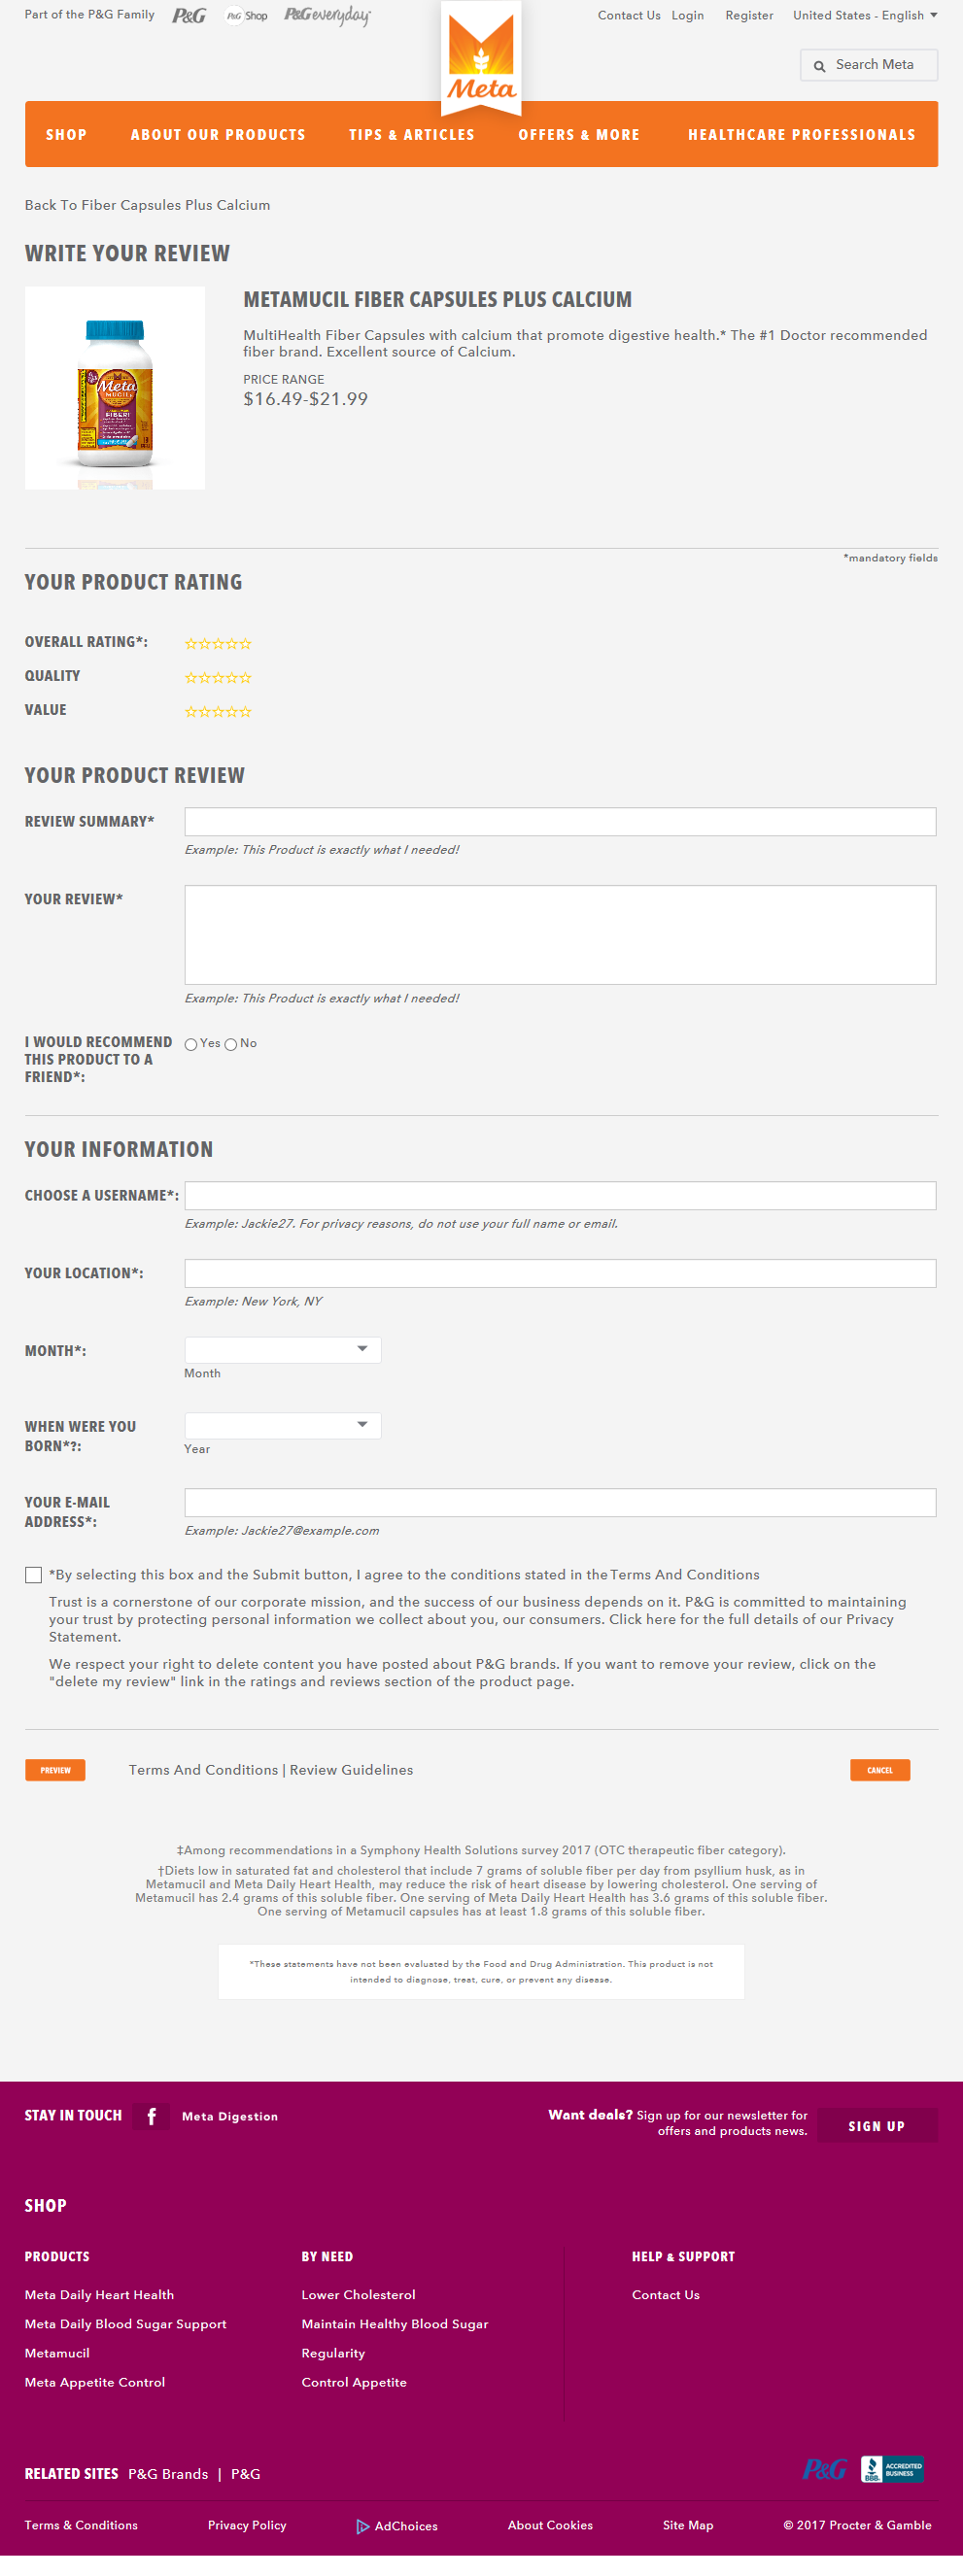 Part of the P&G Family P&G P&G Shop P&G everyday
Contact Us Login Register United States - English
Meta
Search Meta
SHOP ABOUT OUR PRODUCTS TIPS & ARTICLES OFFERS & MORE HEALTHCARE PROFESSIONALS
Back To Fiber Capsules Plus Calcium
WRITE YOUR REVIEW
Meta
MUCIL
FIBER!
METAMUCIL FIBER CAPSULES PLUS CALCIUM
MultiHealth Fiber Capsules with calcium that promote digestive health.* The #1 Doctor recommended
fiber brand. Excellent source of Calcium.
PRICE RANGE
$16.49-$21.99
*mandatory fields
YOUR PRODUCT RATING
OVERALL RATING*:
QUALITY
VALUE
YOUR PRODUCT REVIEW
REVIEW SUMMARY*
Example: This Product is exactly what I needed!
YOUR REVIEW*
Example: This Product is exactly what I needed!
I WOULD RECOMMEND
THIS PRODUCT TO A
FRIEND*:
Yes No
YOUR INFORMATION
CHOOSE A USERNAME*:
Example: Jackie27. For privacy reasons, do not use your full name or email.
YOUR LOCATION*:
Example: New York, NY
MONTH*:
Month
WHEN WERE YOU
BORN*?:
Year
YOUR E-MAIL
ADDRESS*:
Example: Jackie27@example.com
*By selecting this box and the Submit button, I agree to the conditions stated in the Terms And Conditions
Trust is a cornerstone of our corporate mission, and the success of our business depends on it. P&G is committed to maintaining
your trust by protecting personal information we collect about you, our consumers. Click here for the full details of our Privacy
Statement.
We respect your right to delete content you have posted about P&G brands. If you want to remove your review, click on the
"delete my review" link in the ratings and reviews section of the product page.
PREVIEW Terms And Conditions | Review Guidelines CANCEL
‡Among recommendations in a Symphony Health Solutions survey 2017 (OTC therapeutic fiber category).
†Diets low in saturated fat and cholesterol that include 7 grams of soluble fiber per day from psyllium husk, as in
Metamucil and Meta Daily Heart Health, may reduce the risk of heart disease by lowering cholesterol. One serving of
Metamucil has 2.4 grams of this soluble fiber. One serving of Meta Daily Heart Health has 3.6 grams of this soluble fiber.
One serving of Metamucil capsules has at least 1.8 grams of this soluble fiber.
*These statements have not been evaluated by the Food and Drug Administration. This product is not
intended to diagnose, treat, cure, or prevent any disease.
STAY IN TOUCH f Meta Digestion
Want deals? Sign up for our newsletter for
offers and products news.
SIGN UP
SHOP
PRODUCTS
Meta Daily Heart Health
Meta Daily Blood Sugar Support
Metamucil
Meta Appetite Control
BY NEED
Lower Cholesterol
Maintain Healthy Blood Sugar
Regularity
Control Appetite
HELP & SUPPORT
Contact Us
RELATED SITES P&G Brands | P&G
P&G
BBB.
ACCREDITED
BUSINESS
Terms & Conditions Privacy Policy AdChoices About Cookies Site Map © 2017 Procter & Gamble